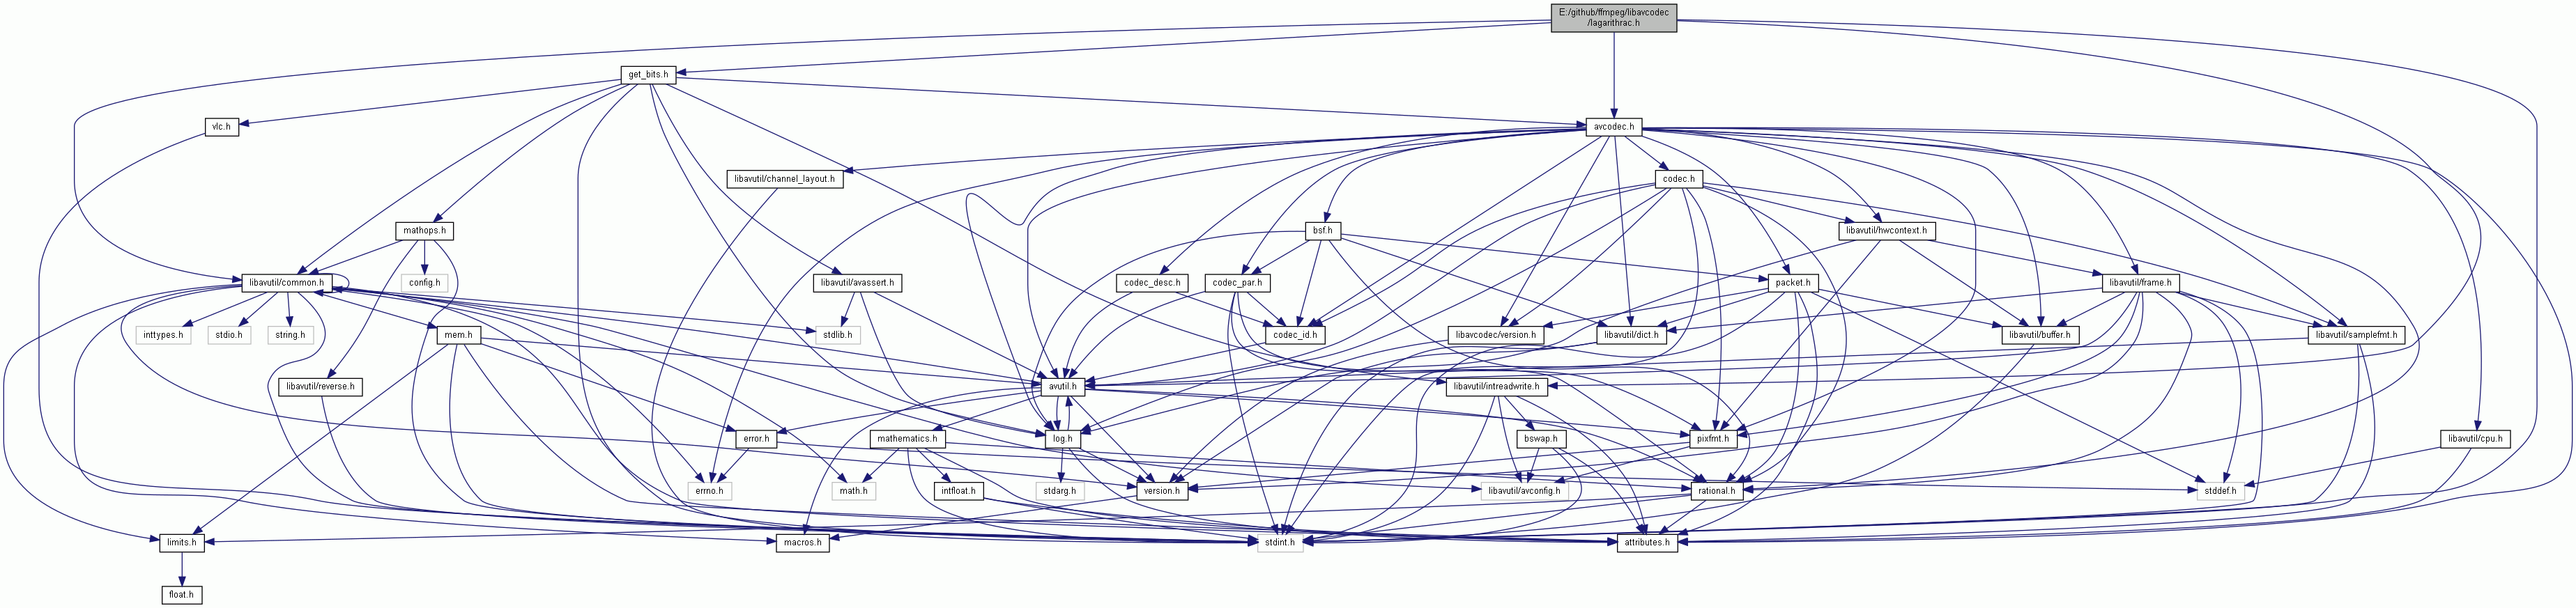 E:/github/ffmpeg/libavcodec
/lagarithrac.h
get_bits.h
vlc.h
avcodec.h
libavutil/channel_layout.h
codec.h
mathops.h
bsf.h
libavutil/hwcontext.h
libavutil/common.h
config.h
libavutil/avassert.h
codec_desc.h
codec_par.h
packet.h
libavutil/frame.h
inttypes.h
stdio.h
string.h
mem.h
stdlib.h
codec_id.h
libavcodec/version.h
libavutil/dict.h
libavutil/buffer.h
libavutil/samplefmt.h
libavutil/reverse.h
avutil.h
libavutil/intreadwrite.h
error.h
mathematics.h
log.h
bswap.h
pixfmt.h
libavutil/cpu.h
errno.h
math.h
intfloat.h
stdarg.h
version.h
libavutil/avconfig.h
rational.h
stddef.h
limits.h
macros.h
stdint.h
attributes.h
float.h